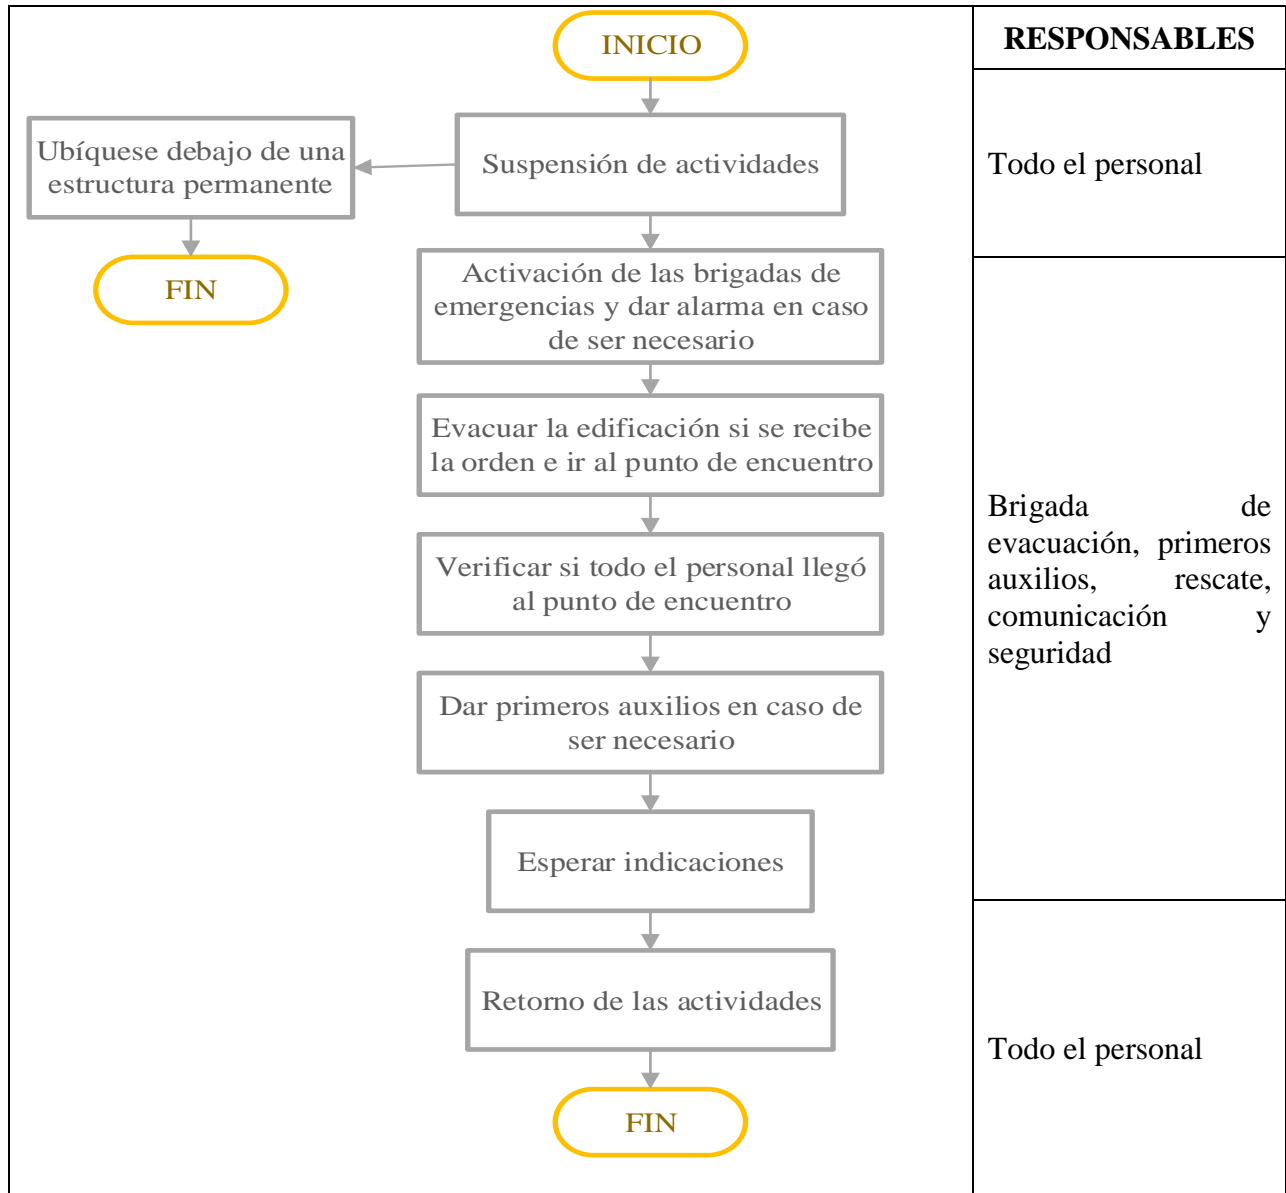 INICIO
RESPONSABLES
Ubíquese debajo de una
estructura permanente
Suspensión de actividades
Todo el personal
FIN
Activación de las brigadas de
emergencias y dar alarma en caso
de ser necesario
Evacuar la edificación si se recibe
la orden e ir al punto de encuentro
Verificar si todo el personal llegó
al punto de encuentro
Dar primeros auxilios en caso de
ser necesario
Esperar indicaciones
Brigada de
evacuación, primeros
auxilios, rescate,
comunicación y
seguridad
Retorno de las actividades
Todo el personal
FIN